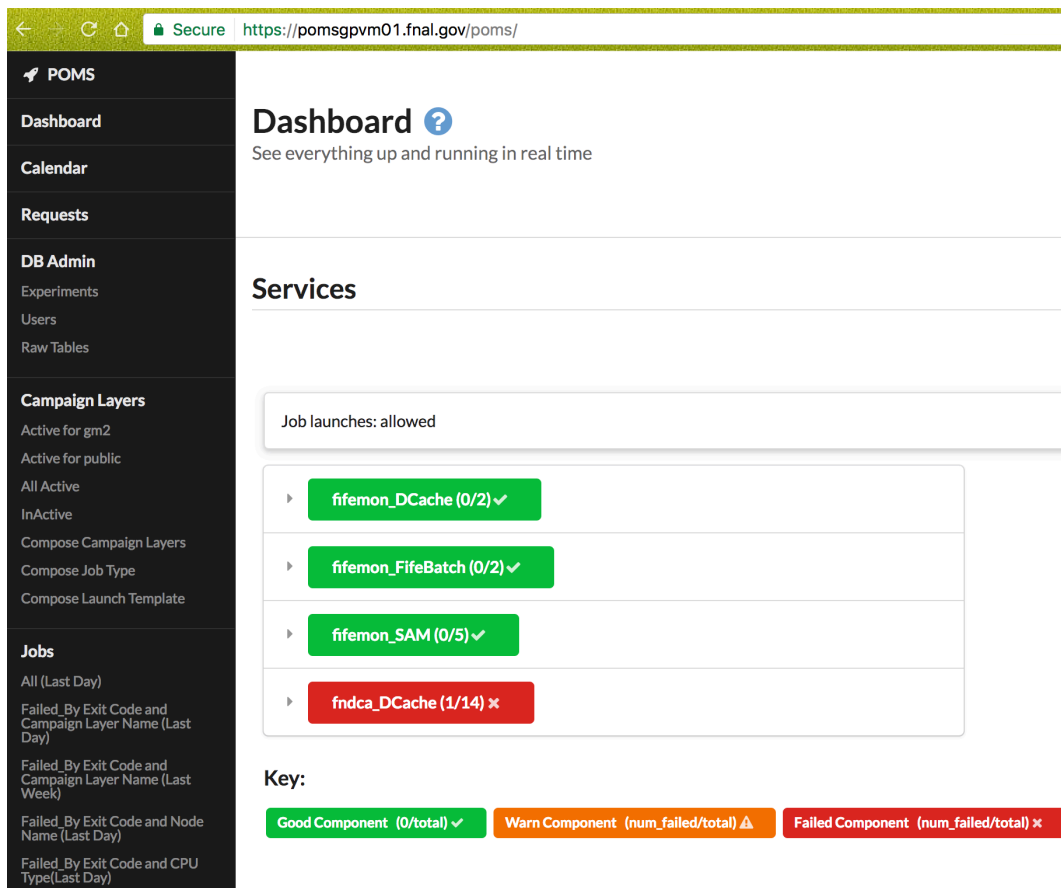 Secure https://pomsgpvm01.fnal.gov/poms/
POMS
Dashboard
Calendar
Requests
DB Admin
Experiments
Users
Raw Tables
Campaign Layers
Active for gm2
Active for public
All Active
InActive
Compose Campaign Layers
Compose Job Type
Compose Launch Template
Jobs
All (Last Day)
Failed_By Exit Code and
Campaign Layer Name (Last
Day)
Failed_By Exit Code and
Campaign Layer Name (Last
Week)
Failed_By Exit Code and Node
Name (Last Day)
Failed_By Exit Code and CPU
Type(Last Day)
Dashboard ?
See everything up and running in real time
Services
Job launches: allowed
fifemon_DCache (0/2)
fifemon_FifeBatch (0/2)
fifemon_SAM (0/5)
fndca_DCache (1/14)
Key:
Good Component (0/total) Warn Component (num_failed/total) Failed Component (num_failed/total)